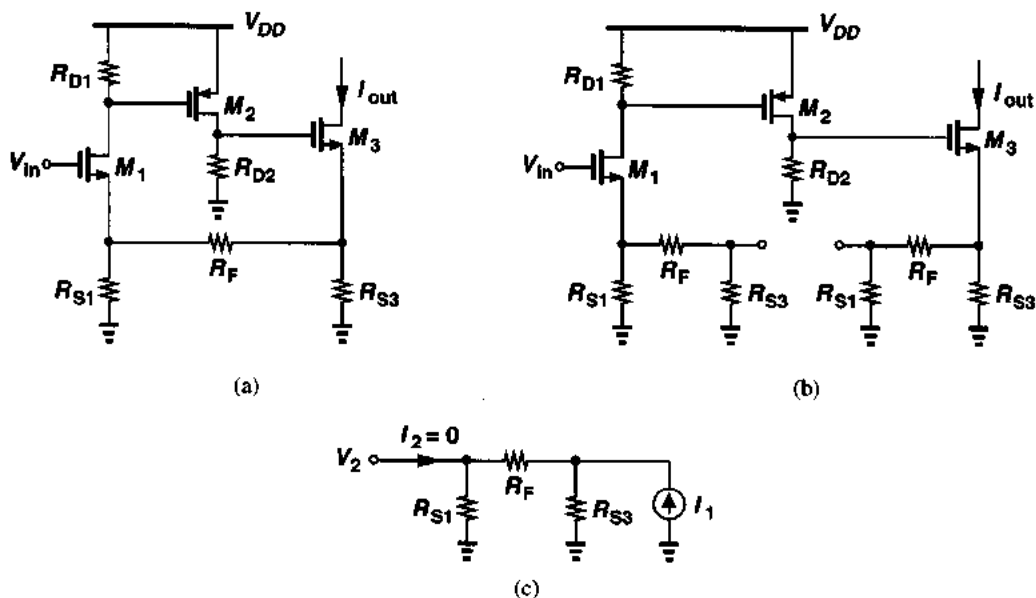 V_DD
R_D1
I_out
M_2
M_3
V_in
M_1
R_D2
R_F
R_S1
R_S3
(a)
V_DD
R_D1
I_out
M_2
M_3
V_in
M_1
R_D2
R_F
R_F
R_S1
R_S3
R_S1
R_S3
(b)
I_2 = 0
V_2
R_F
R_S1
R_S3
I_1
(c)